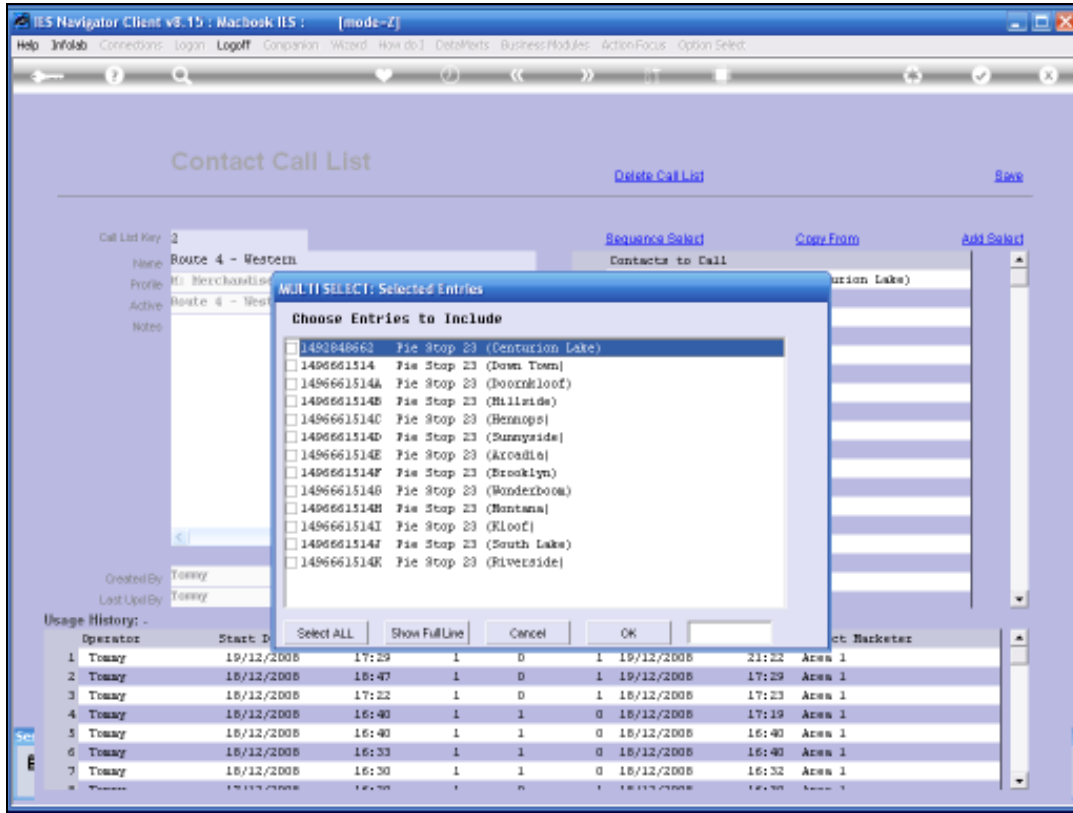 IES Navigator Client v8.15 : Macbook IES : [mode-Z]
Help Infolab Connections Logon Logoff Companion Wizard How do I DataAlerts Business Modules Action Focus Option Select
Contact Call List
Delete Call List Save
Call List Key 2
Sequence Select Copy From Add Select
Name Route 4 - Western
Contacts to Call
Profile
Active
Notes
MULTI SELECT: Selected Entries
Choose Entries to Include
1492848662 Pie Stop 23 (Centurion Lake)
1496661514 Pie Stop 23 (Down Town)
1496661514A Pie Stop 23 (Doornkloof)
1496661514B Pie Stop 23 (Hillside)
1496661514C Pie Stop 23 (Hennops)
1496661514D Pie Stop 23 (Sunnyside)
1496661514E Pie Stop 23 (Arcadia)
1496661514F Pie Stop 23 (Brooklyn)
1496661514G Pie Stop 23 (Wonderboom)
1496661514H Pie Stop 23 (Montana)
1496661514I Pie Stop 23 (Kloof)
1496661514J Pie Stop 23 (South Lake)
1496661514K Pie Stop 23 (Riverside)
Select ALL Show Full Line Cancel OK
Created By Tommy
Last Upd By Tommy
Usage History: -
Operator Start D ct Marketer
1 Tommy 19/12/2008 17:29 1 0 1 19/12/2008 21:22 Area 1
2 Tommy 18/12/2008 18:47 1 0 1 19/12/2008 17:29 Area 1
3 Tommy 18/12/2008 17:22 1 0 1 18/12/2008 17:23 Area 1
4 Tommy 18/12/2008 16:40 1 1 0 18/12/2008 17:19 Area 1
5 Tommy 18/12/2008 16:40 1 1 0 18/12/2008 16:40 Area 1
6 Tommy 18/12/2008 16:33 1 1 0 18/12/2008 16:40 Area 1
7 Tommy 18/12/2008 16:30 1 1 0 18/12/2008 16:32 Area 1